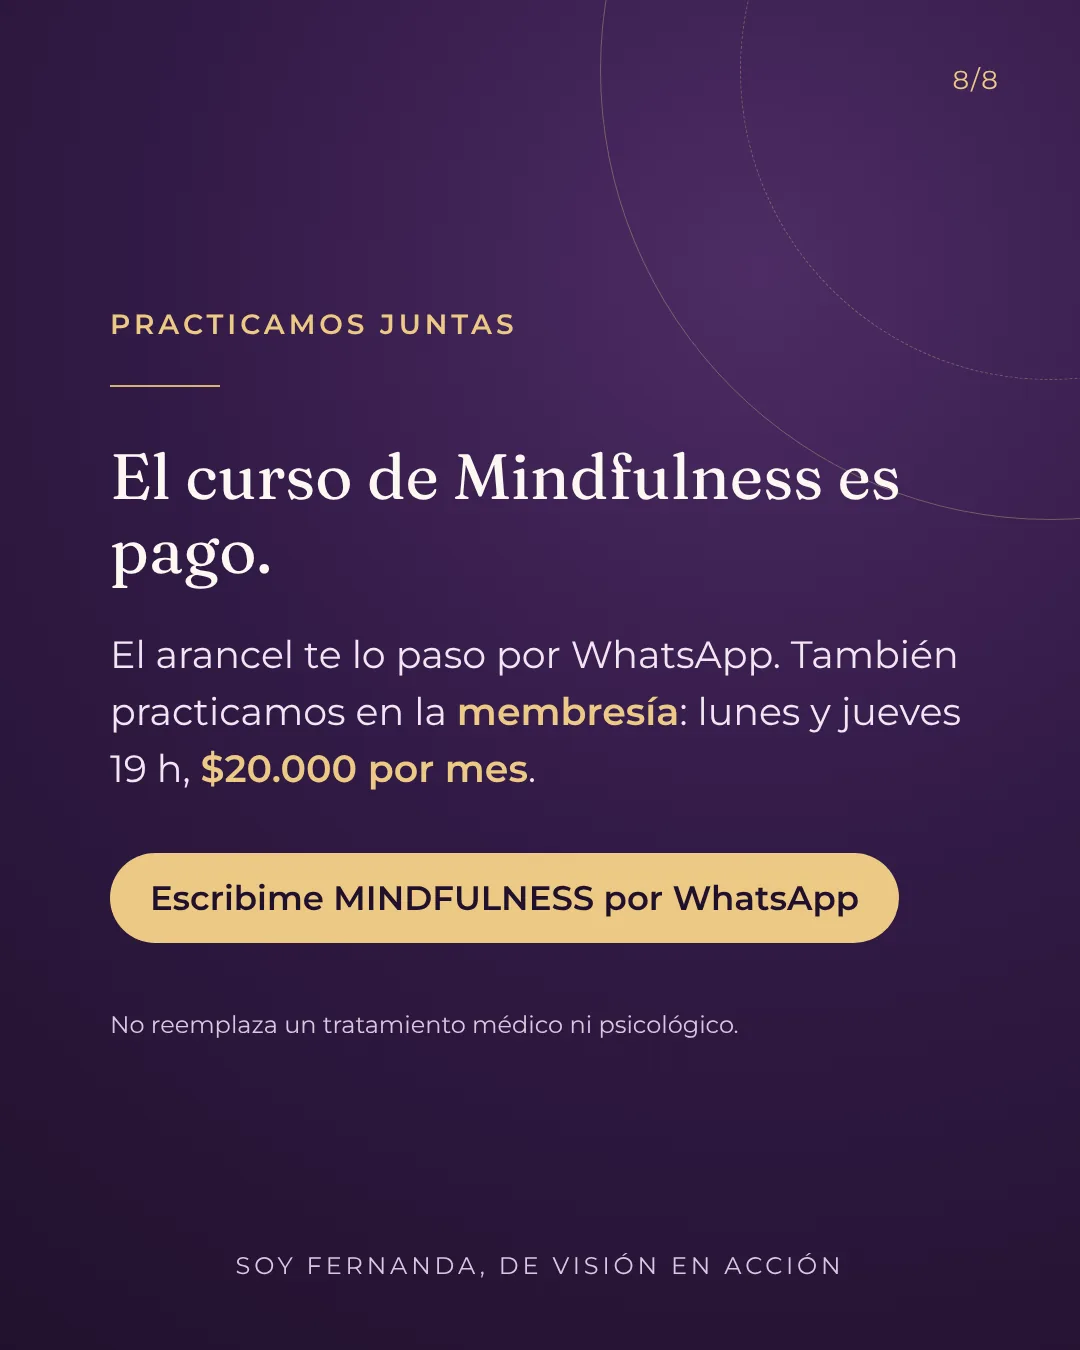 8/8
PRACTICAMOS JUNTAS
El curso de Mindfulness es
pago.
El arancel te lo paso por WhatsApp. También
practicamos en la membresía: lunes y jueves
19 h, $20.000 por mes.
Escribime MINDFULNESS por WhatsApp
No reemplaza un tratamiento médico ni psicológico.
SOY FERNANDA, DE VISIÓN EN ACCIÓN